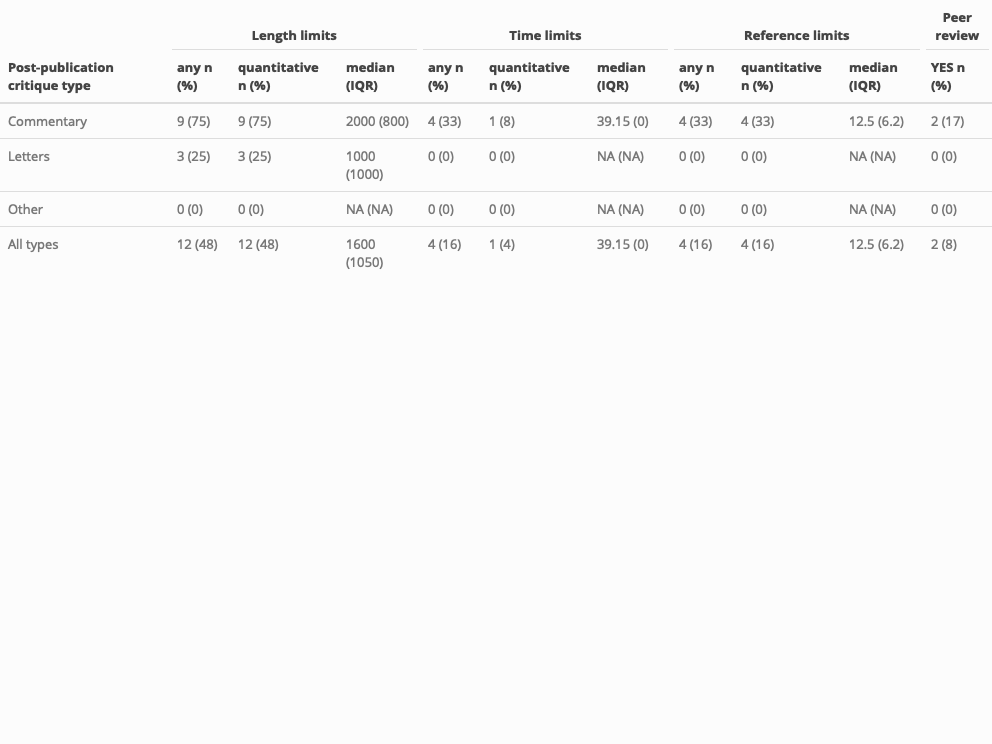 Length limits Time limits Reference limits Peer review
Post-publication critique type any n (%) quantitative n (%) median (IQR) any n (%) quantitative n (%) median (IQR) any n (%) quantitative n (%) median (IQR) YES n (%)
Commentary 9 (75) 9 (75) 2000 (800) 4 (33) 1 (8) 39.15 (0) 4 (33) 4 (33) 12.5 (6.2) 2 (17)
Letters 3 (25) 3 (25) 1000 (1000) 0 (0) 0 (0) NA (NA) 0 (0) 0 (0) NA (NA) 0 (0)
Other 0 (0) 0 (0) NA (NA) 0 (0) 0 (0) NA (NA) 0 (0) 0 (0) NA (NA) 0 (0)
All types 12 (48) 12 (48) 1600 (1050) 4 (16) 1 (4) 39.15 (0) 4 (16) 4 (16) 12.5 (6.2) 2 (8)